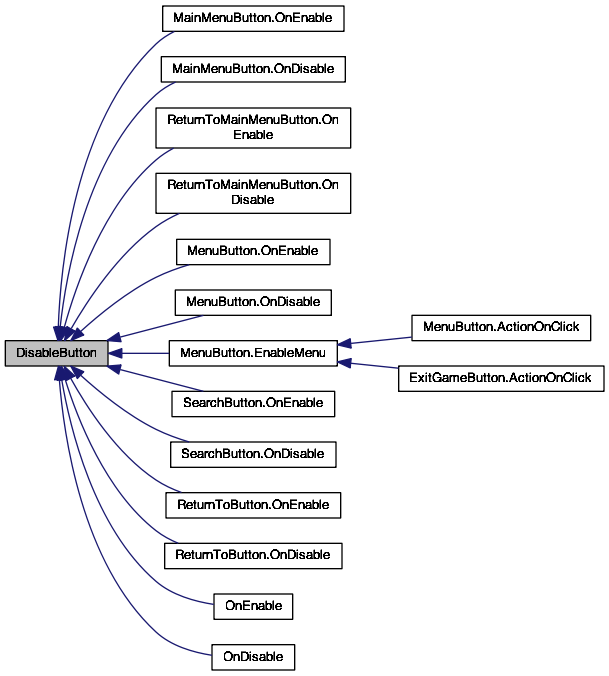 MainMenuButton.OnEnable
MainMenuButton.OnDisable
ReturnToMainMenuButton.On
Enable
ReturnToMainMenuButton.On
Disable
MenuButton.OnEnable
MenuButton.OnDisable
DisableButton
MenuButton.EnableMenu
MenuButton.ActionOnClick
ExitGameButton.ActionOnClick
SearchButton.OnEnable
SearchButton.OnDisable
ReturnToButton.OnEnable
ReturnToButton.OnDisable
OnEnable
OnDisable